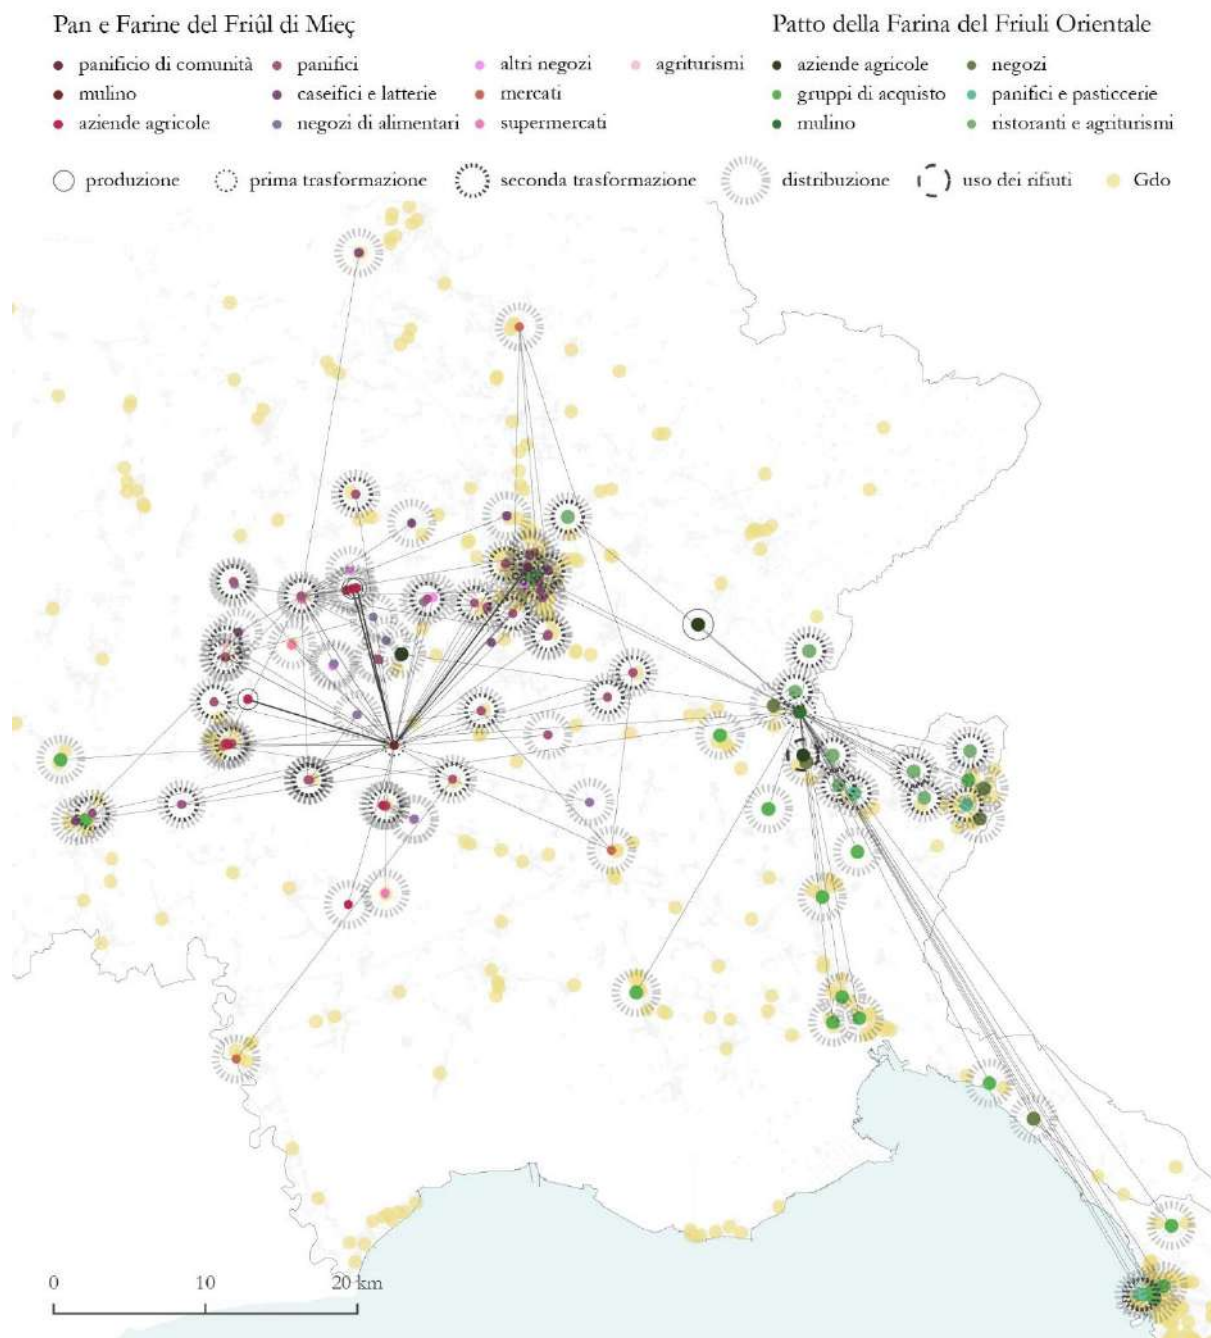 Pan e Farine del Friûl di Mieç
panificio di comunità
panifici
altri negozi
agriturismi
mulino
caseifici e latterie
mercati
aziende agricole
negozi di alimentari
supermercati
Patto della Farina del Friuli Orientale
aziende agricole
negozi
gruppi di acquisto
panifici e pasticcerie
mulino
ristoranti e agriturismi
produzione
prima trasformazione
seconda trasformazione
distribuzione
uso dei rifiuti
Gdo
0 10 20 km